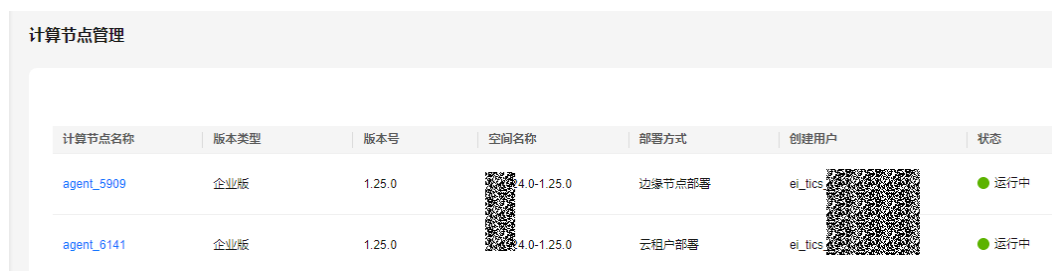 计算节点管理
计算节点名称 版本类型 版本号 空间名称 部署方式 创建用户 状态
agent_5909 企业版 1.25.0 4.0-1.25.0 边缘节点部署 ei_tics_ 运行中
agent_6141 企业版 1.25.0 24.0-1.25.0 云租户部署 ei_tics_ 运行中